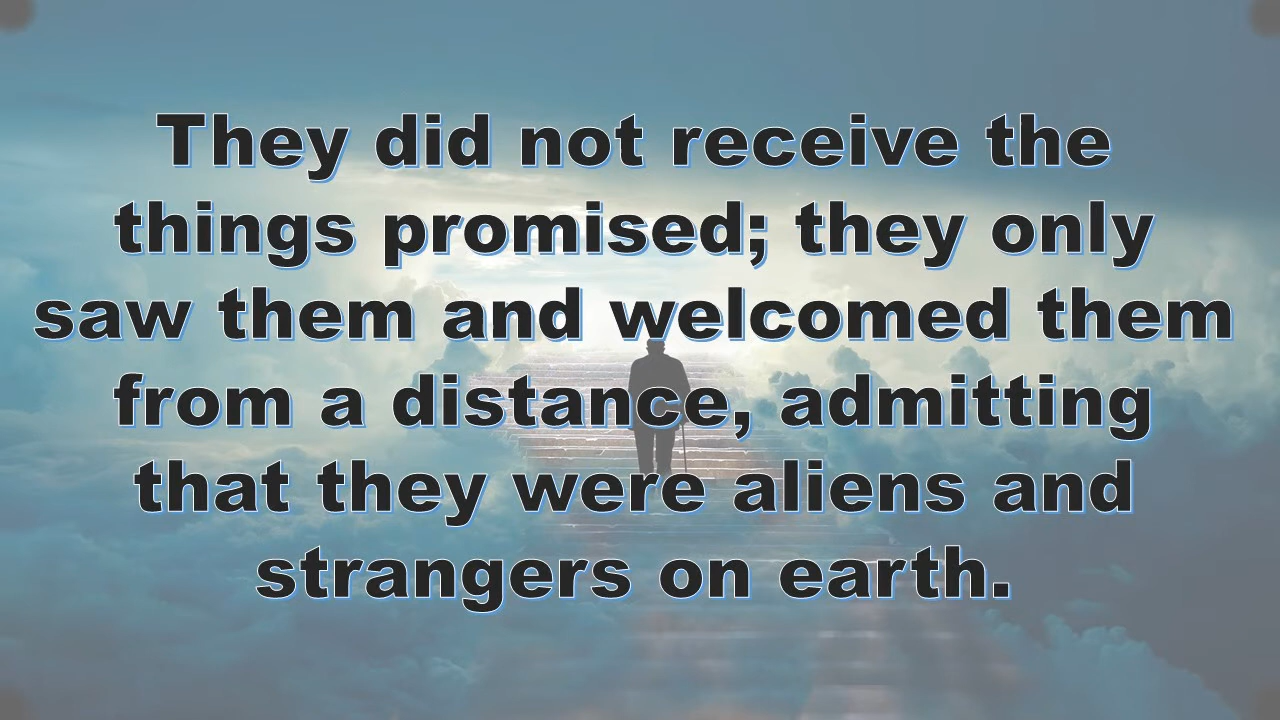 They did not receive the
things promised; they only
saw them and welcomed them
from a distance, admitting
that they were aliens and
strangers on earth.